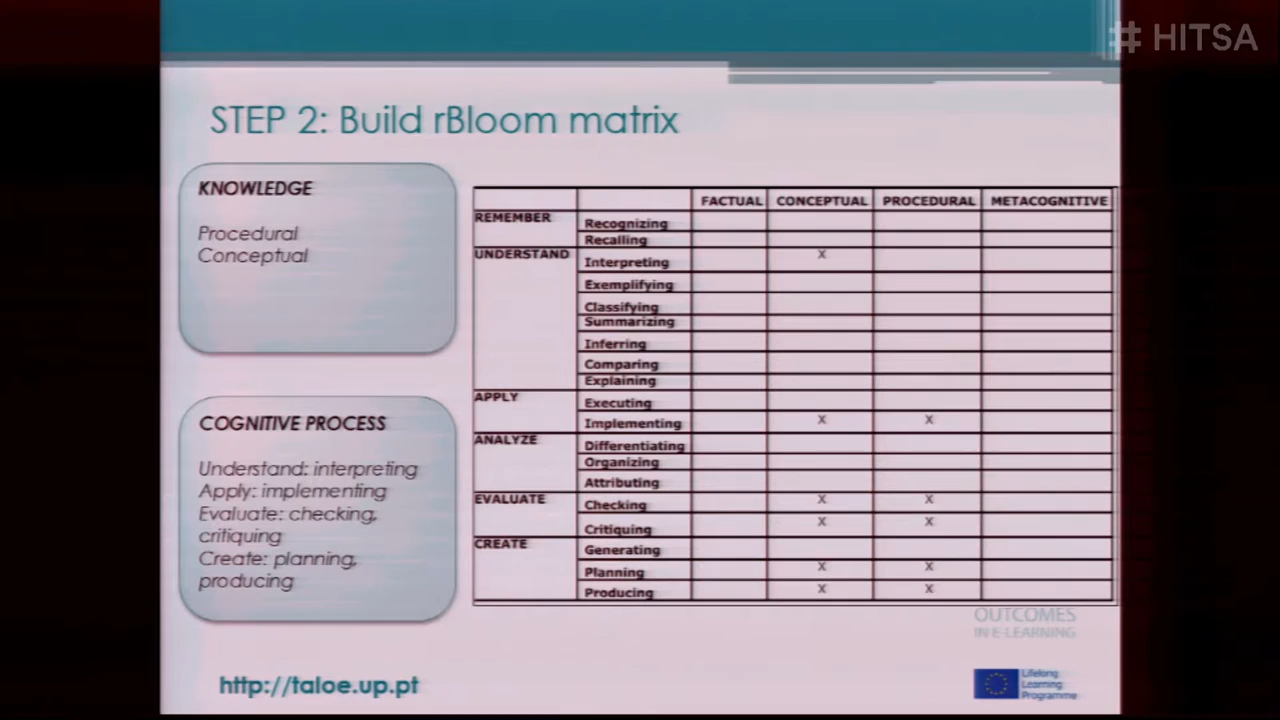 # HITSA
STEP 2: Build rBloom matrix
KNOWLEDGE
Procedural
Conceptual
COGNITIVE PROCESS
Understand: interpreting
Apply: implementing
Evaluate: checking,
critiquing
Create: planning,
producing
FACTUAL CONCEPTUAL PROCEDURAL METACOGNITIVE
REMEMBER Recognizing
Recalling
UNDERSTAND Interpreting X
Exemplifying
Classifying
Summarizing
Inferring
Comparing
Explaining
APPLY Executing
Implementing X X
ANALYZE Differentiating
Organizing
Attributing
EVALUATE Checking X X
Critiquing X X
CREATE Generating
Planning X X
Producing X X
OUTCOMES
IN E-LEARNING
http://taloe.up.pt
Lifelong
Learning
Programme